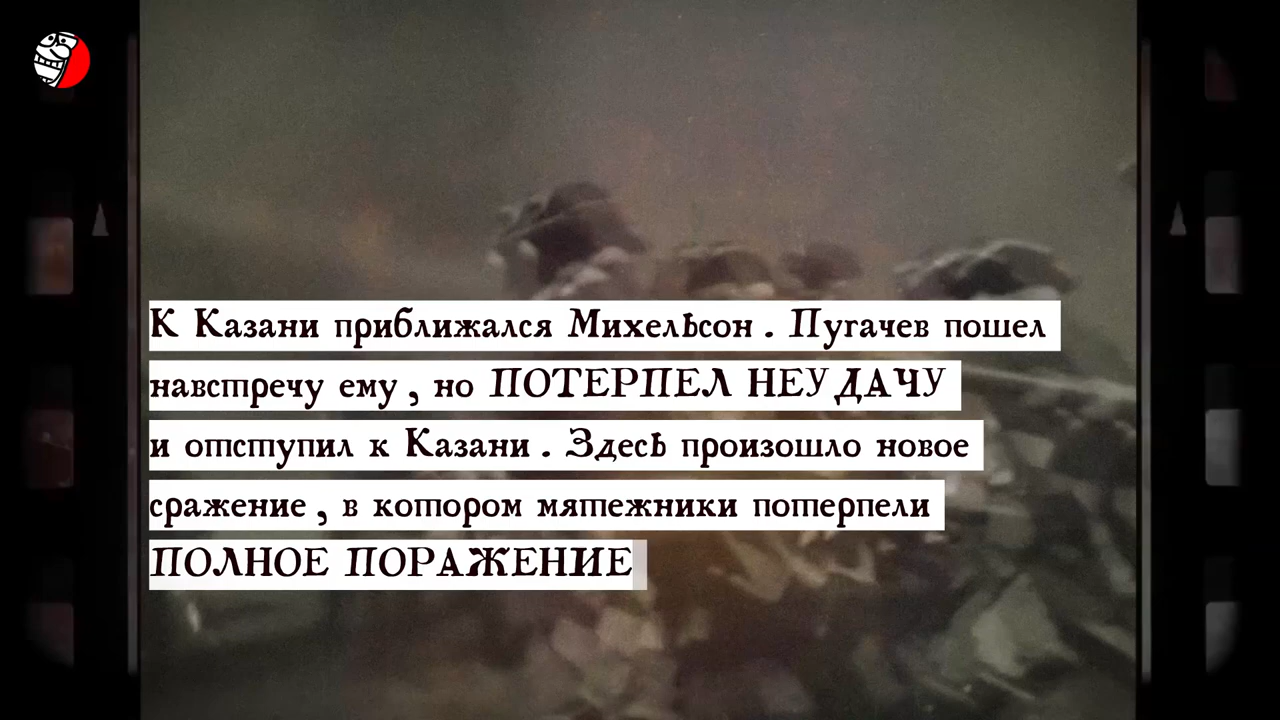 К Казани приближался Михельсон . Пугачев пошел
навстречу ему , но ПОТЕРПЕЛ НЕУДАЧУ
и отступил к Казани . Здесь произошло новое
сражение , в котором мятежники потерпели
ПОЛНОЕ ПОРАЖЕНИЕ